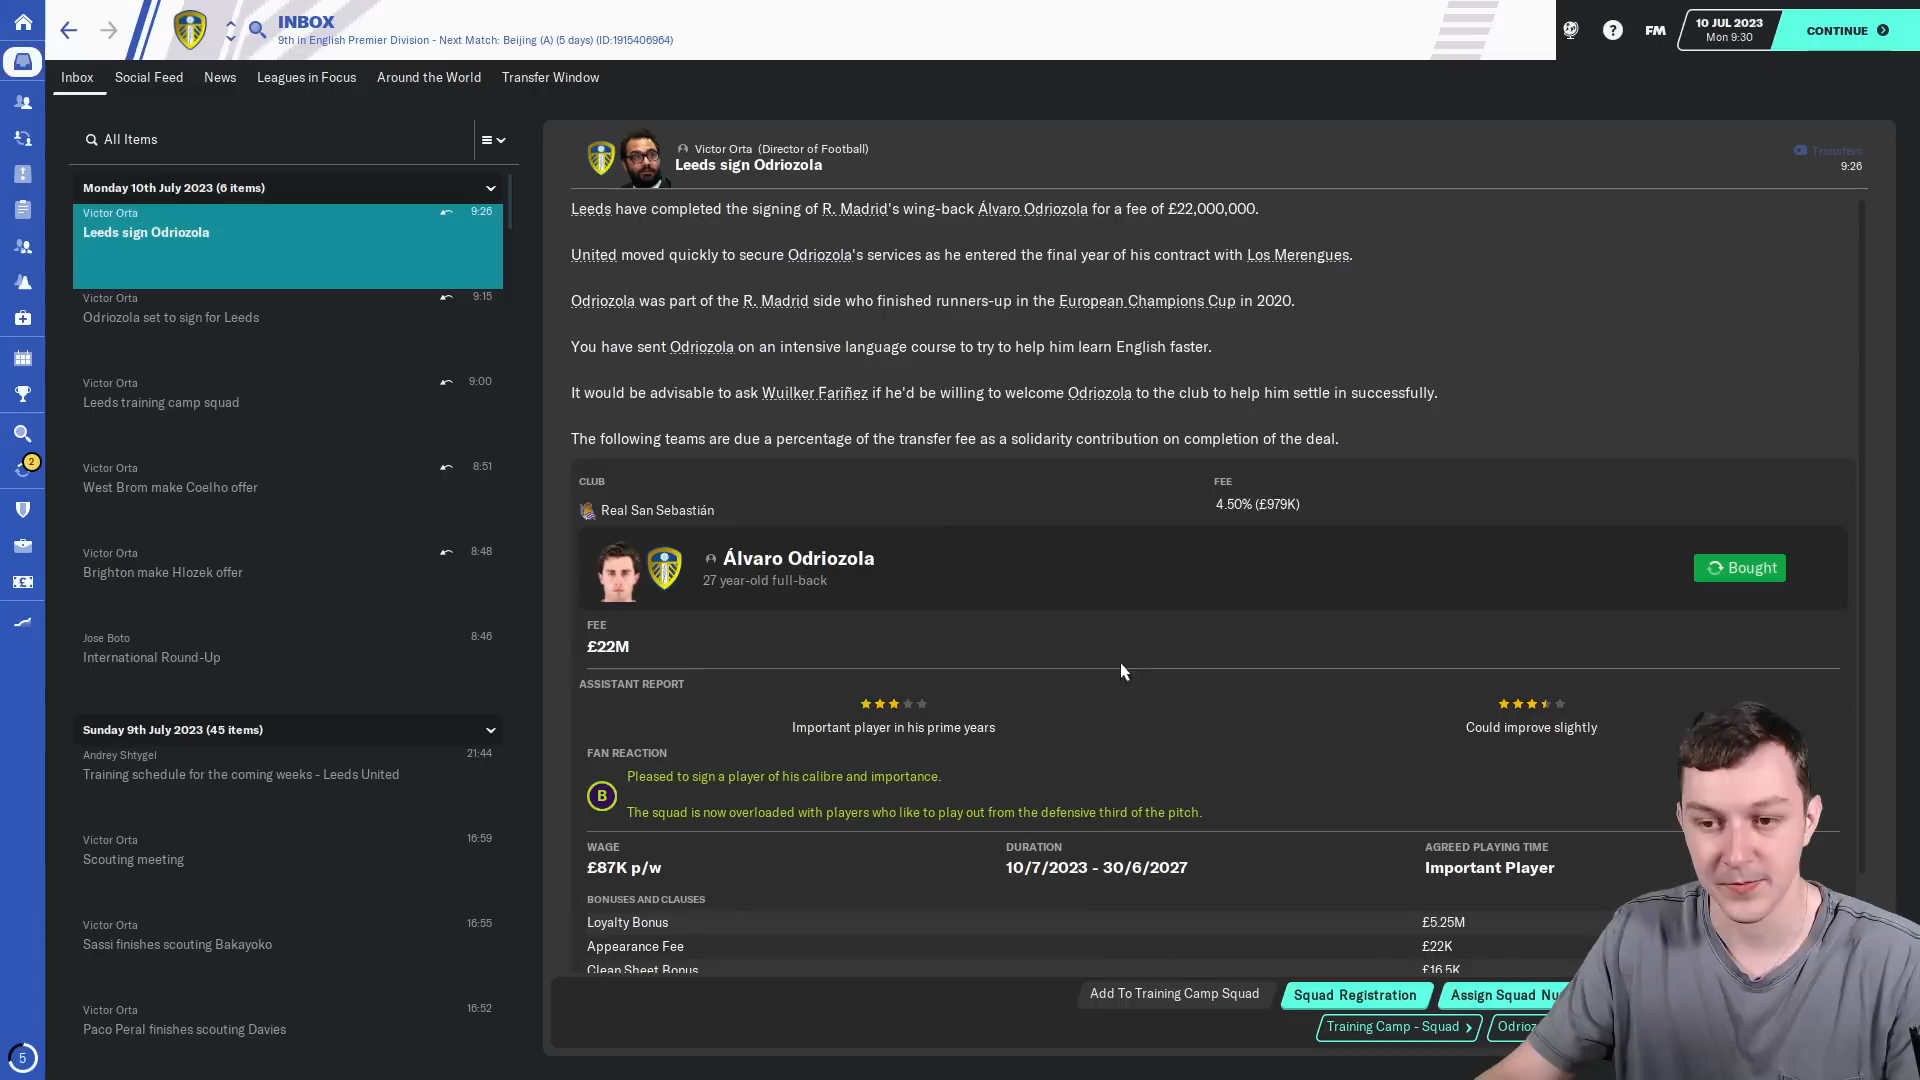 INBOX
9th in English Premier Division - Next Match: Beijing (A) (5 days) (ID:1915406964)
FM
10 JUL 2023
Mon 9:30
CONTINUE
Inbox Social Feed News Leagues in Focus Around the World Transfer Window
All Items
Monday 10th July 2023 (6 items)
Victor Orta 9:26
Leeds sign Odriozola
Victor Orta 9:15
Odriozola set to sign for Leeds
Victor Orta 9:00
Leeds training camp squad
Victor Orta 8:51
West Brom make Coelho offer
Victor Orta 8:48
Brighton make Hlozek offer
Jose Boto 8:46
International Round-Up
Sunday 9th July 2023 (45 items)
Andrey Shtygel 21:44
Training schedule for the coming weeks - Leeds United
Victor Orta 16:59
Scouting meeting
Victor Orta 16:55
Sassi finishes scouting Bakayoko
Victor Orta 16:52
Paco Peral finishes scouting Davies
2
5
Victor Orta (Director of Football)
Leeds sign Odriozola
Transfers
9:26
Leeds have completed the signing of R. Madrid's wing-back Álvaro Odriozola for a fee of £22,000,000.
United moved quickly to secure Odriozola's services as he entered the final year of his contract with Los Merengues.
Odriozola was part of the R. Madrid side who finished runners-up in the European Champions Cup in 2020.
You have sent Odriozola on an intensive language course to try to help him learn English faster.
It would be advisable to ask Wuilker Fariñez if he'd be willing to welcome Odriozola to the club to help him settle in successfully.
The following teams are due a percentage of the transfer fee as a solidarity contribution on completion of the deal.
CLUB FEE
Real San Sebastián 4.50% (£979K)
Álvaro Odriozola
27 year-old full-back
Bought
FEE
£22M
ASSISTANT REPORT
Important player in his prime years Could improve slightly
FAN REACTION
B
Pleased to sign a player of his calibre and importance.
The squad is now overloaded with players who like to play out from the defensive third of the pitch.
WAGE DURATION AGREED PLAYING TIME
£87K p/w 10/7/2023 - 30/6/2027 Important Player
BONUSES AND CLAUSES
Loyalty Bonus £5.25M
Appearance Fee £22K
Clean Sheet Bonus £16.5K
Add To Training Camp Squad Squad Registration Assign Squad Nu
Training Camp - Squad Odrioz